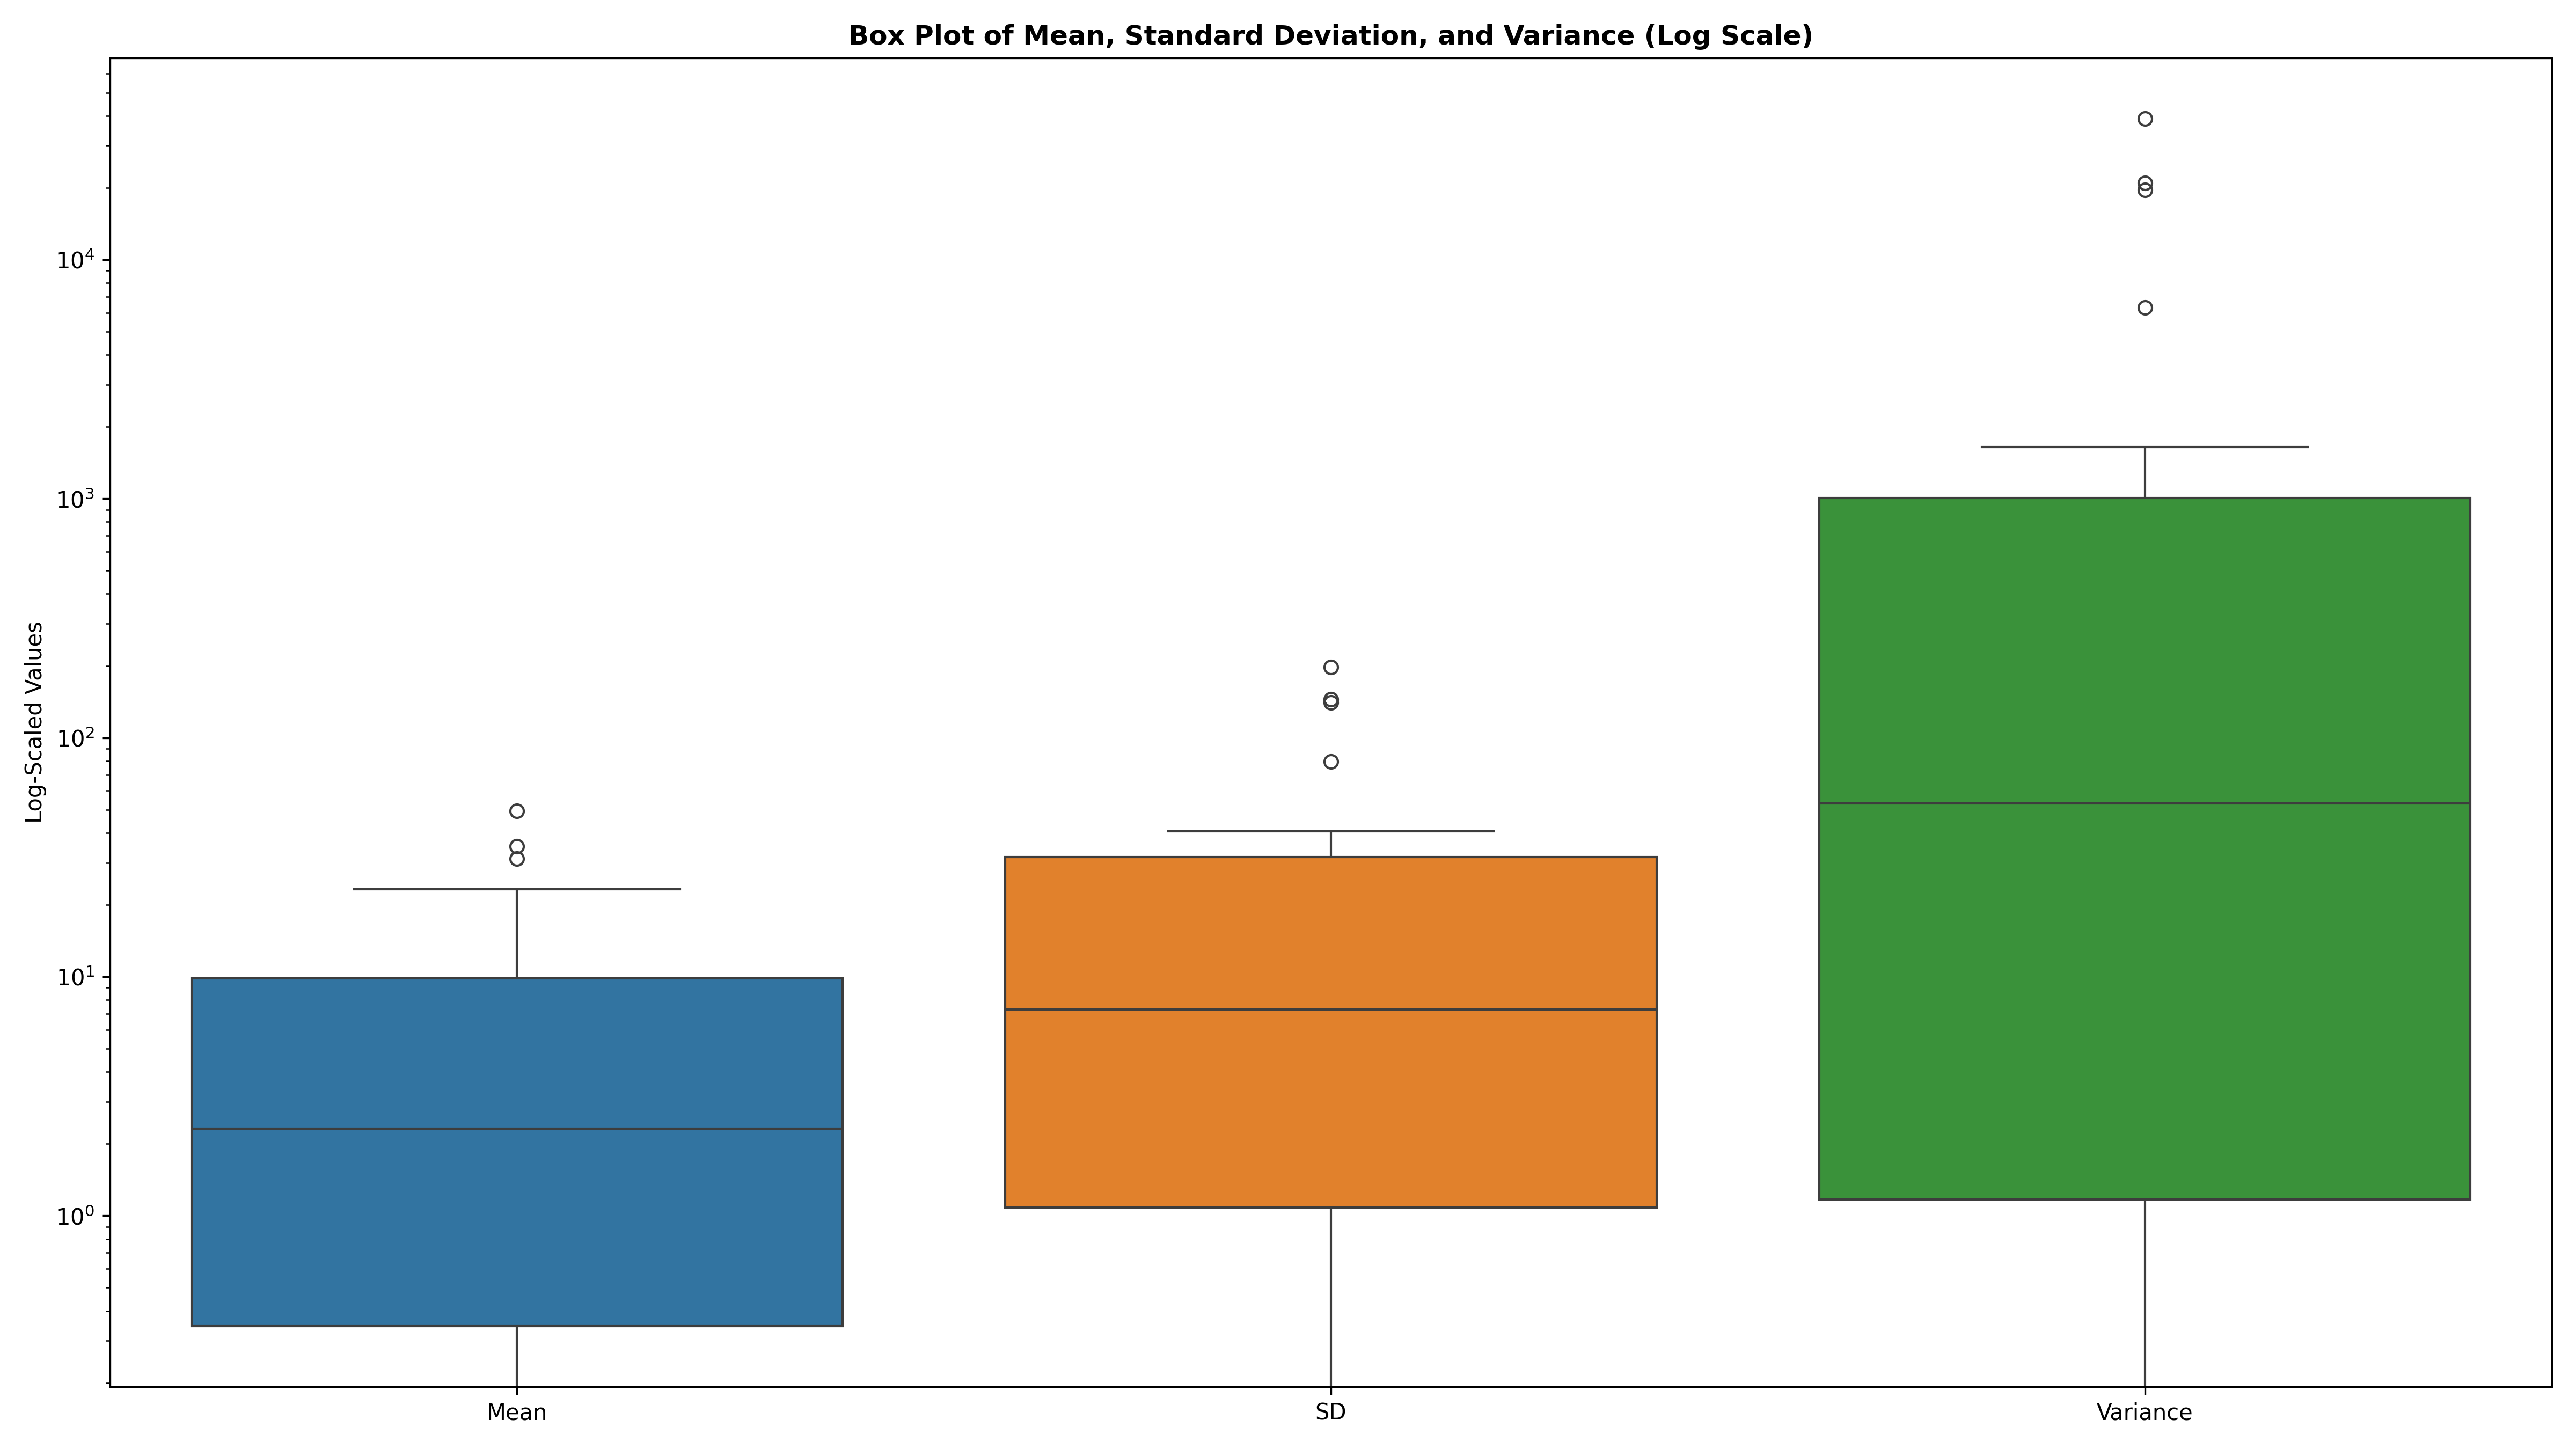 Box Plot of Mean, Standard Deviation, and Variance (Log Scale)
Log-Scaled Values
10⁴
10³
10²
10¹
10⁰
Mean SD Variance